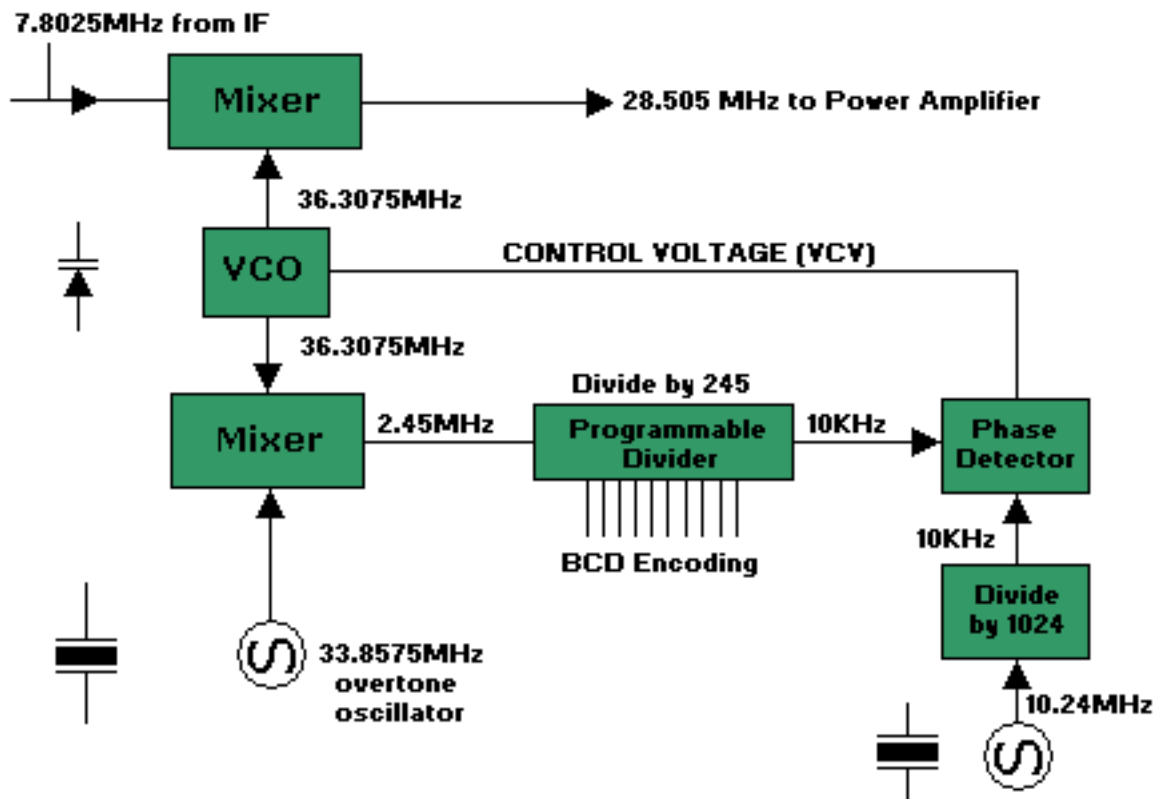 7.8025MHz from IF
Mixer
28.505 MHz to Power Amplifier
36.3075MHz
VCO
CONTROL VOLTAGE (VCV)
36.3075MHz
Divide by 245
Mixer
2.45MHz
Programmable
Divider
10KHz
Phase
Detector
BCD Encoding
10KHz
Divide
by 1024
33.8575MHz
overtone
oscillator
10.24MHz